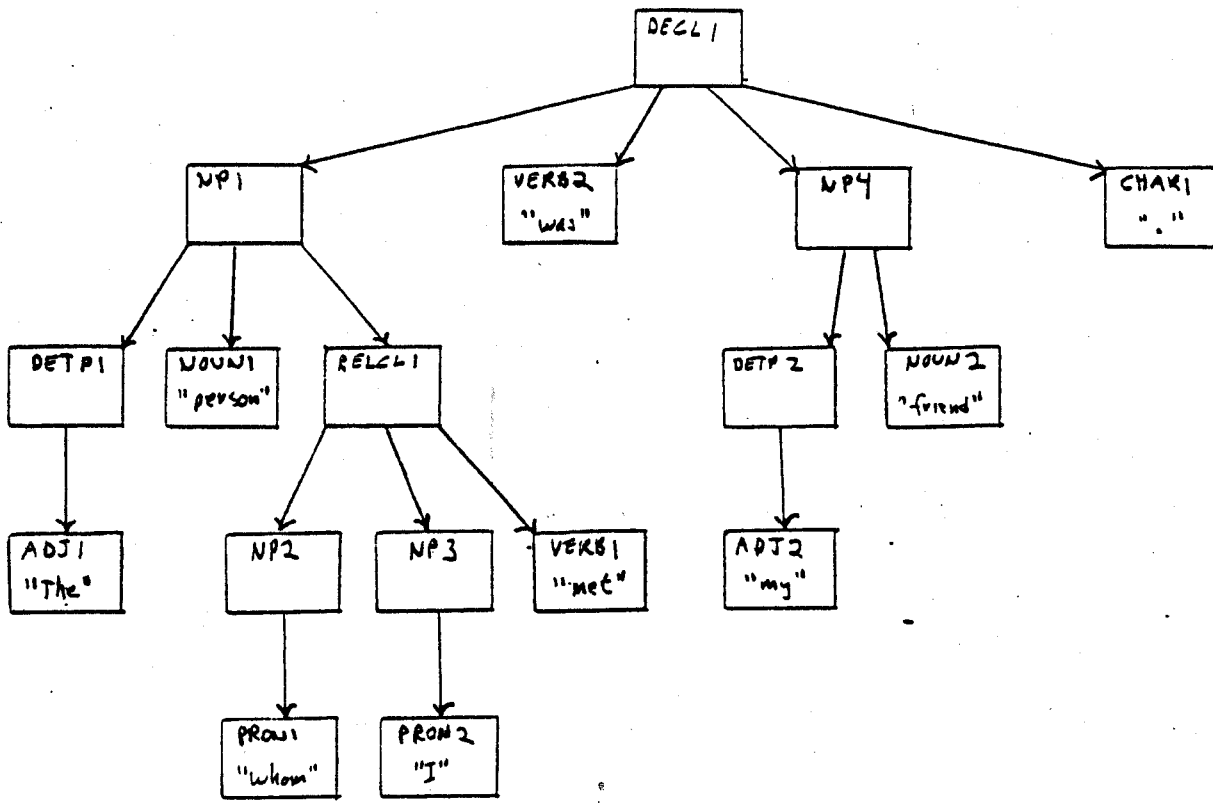 DECL1
NP1
VERB2
"was"
NP4
CHAR1
"."
DETP1
NOUN1
"person"
RELCL1
DETP2
NOUN2
"friend"
ADJ1
"The"
NP2
NP3
VERB1
"met"
ADJ2
"my"
PRON1
"whom"
PRON2
"I"